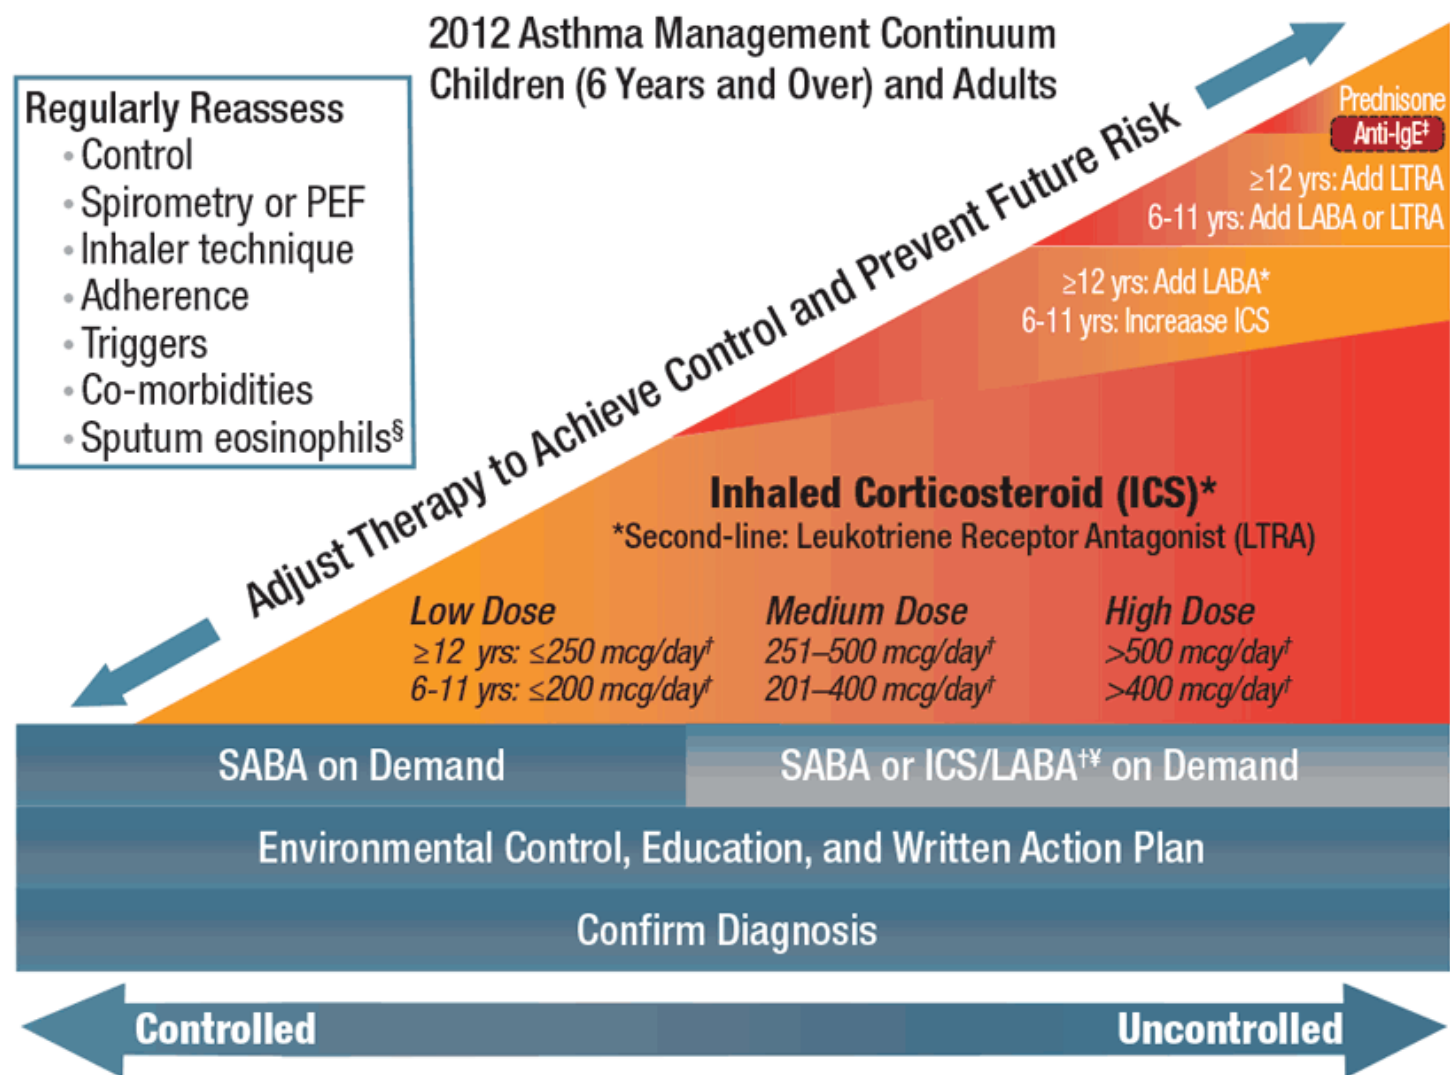 2012 Asthma Management Continuum
Children (6 Years and Over) and Adults
Regularly Reassess
• Control
• Spirometry or PEF
• Inhaler technique
• Adherence
• Triggers
• Co-morbidities
• Sputum eosinophils§
Adjust Therapy to Achieve Control and Prevent Future Risk
Prednisone
Anti-IgE‡
≥12 yrs: Add LTRA
6-11 yrs: Add LABA or LTRA
≥12 yrs: Add LABA*
6-11 yrs: Increaase ICS
Inhaled Corticosteroid (ICS)*
*Second-line: Leukotriene Receptor Antagonist (LTRA)
Low Dose Medium Dose High Dose
≥12 yrs: ≤250 mcg/day† 251–500 mcg/day† >500 mcg/day†
6-11 yrs: ≤200 mcg/day† 201–400 mcg/day† >400 mcg/day†
SABA on Demand SABA or ICS/LABA†¥ on Demand
Environmental Control, Education, and Written Action Plan
Confirm Diagnosis
Controlled Uncontrolled